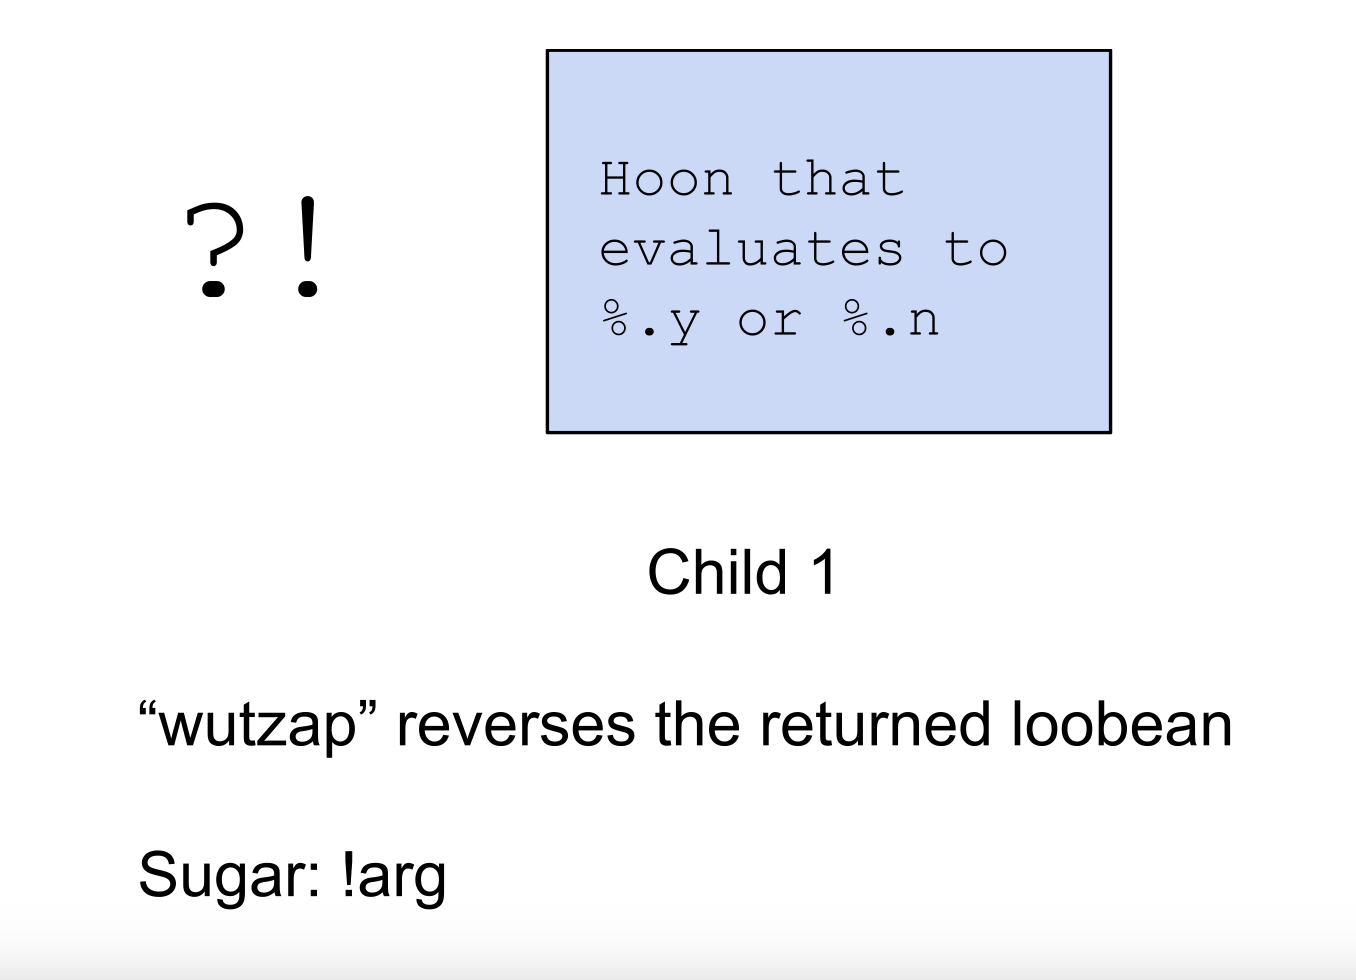 ?!
Hoon that
evaluates to
%.y or %.n
Child 1
“wutzap” reverses the returned loobean
Sugar: !arg